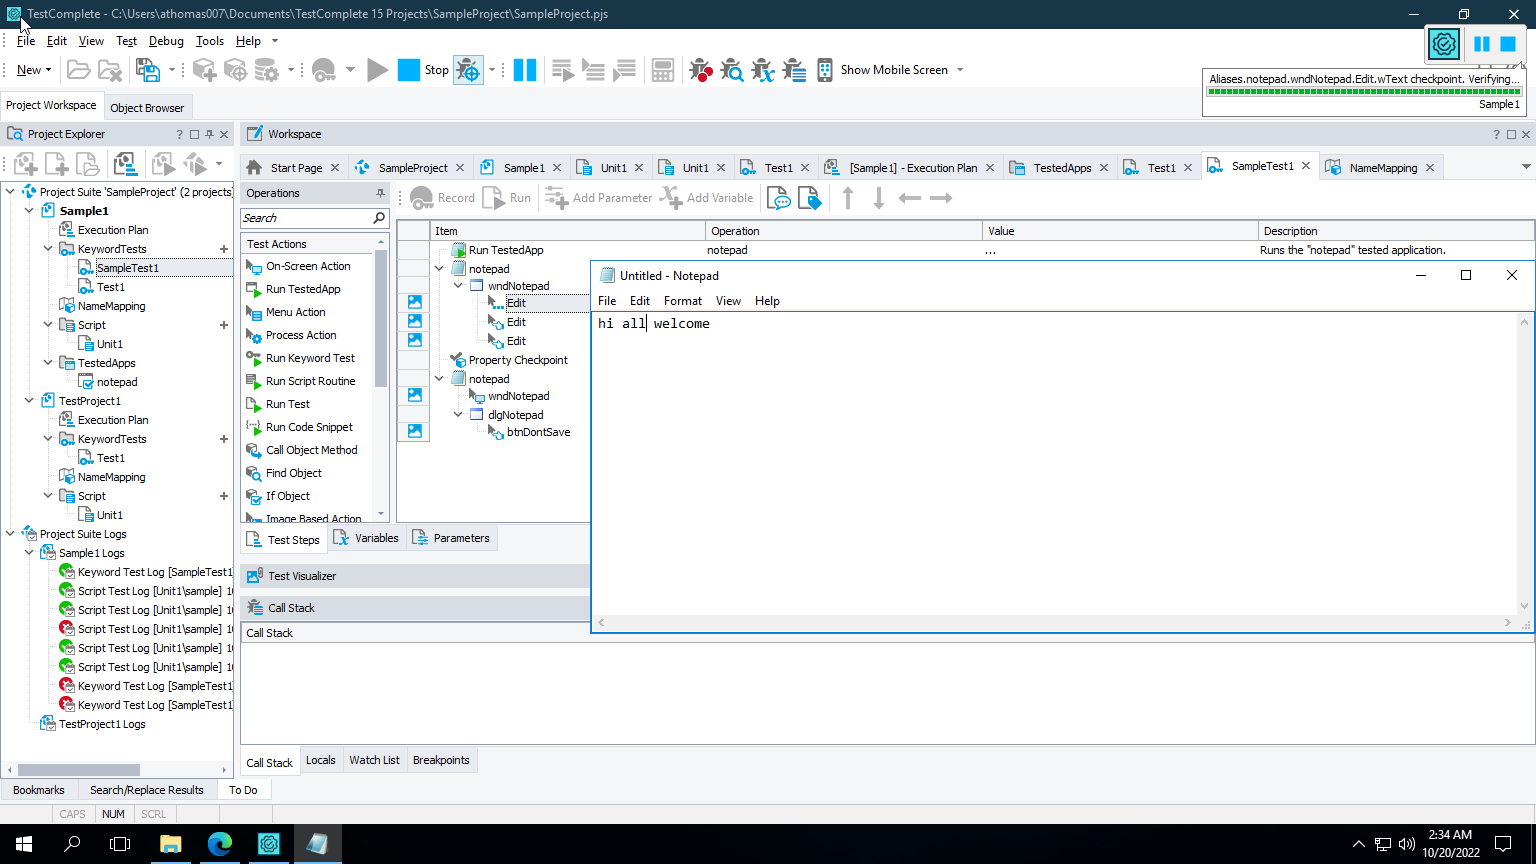 TestComplete - C:\Users\athomas007\Documents\TestComplete 15 Projects\SampleProject\SampleProject.pjs
File Edit View Test Debug Tools Help
New Stop Show Mobile Screen
Aliases.notepad.wndNotepad.Edit.wText checkpoint. Verifying...
Sample1
Project Workspace Object Browser
Project Explorer
Workspace
Start Page SampleProject Sample1 Unit1 Unit1 Test1 [Sample1] - Execution Plan TestedApps Test1 SampleTest1 NameMapping
Project Suite 'SampleProject' (2 projects)
Sample1
Execution Plan
KeywordTests
SampleTest1
Test1
NameMapping
Script
Unit1
TestedApps
notepad
TestProject1
Execution Plan
KeywordTests
Test1
NameMapping
Script
Unit1
Project Suite Logs
Sample1 Logs
Keyword Test Log [SampleTest1
Script Test Log [Unit1\sample] 10
Script Test Log [Unit1\sample] 10
Script Test Log [Unit1\sample] 10
Script Test Log [Unit1\sample] 10
Script Test Log [Unit1\sample] 10
Keyword Test Log [SampleTest1
Keyword Test Log [SampleTest1
TestProject1 Logs
Operations
Search
Test Actions
On-Screen Action
Run TestedApp
Menu Action
Process Action
Run Keyword Test
Run Script Routine
Run Test
Run Code Snippet
Call Object Method
Find Object
If Object
Image Based Action
Record Run Add Parameter Add Variable
Item Operation Value Description
Run TestedApp notepad ... Runs the "notepad" tested application.
notepad
wndNotepad
Edit
Edit
Edit
Property Checkpoint
notepad
wndNotepad
dlgNotepad
btnDontSave
Untitled - Notepad
File Edit Format View Help
hi all welcome
Test Steps Variables Parameters
Test Visualizer
Call Stack
Call Stack
Call Stack Locals Watch List Breakpoints
Bookmarks Search/Replace Results To Do
CAPS NUM SCRL
2:34 AM
10/20/2022